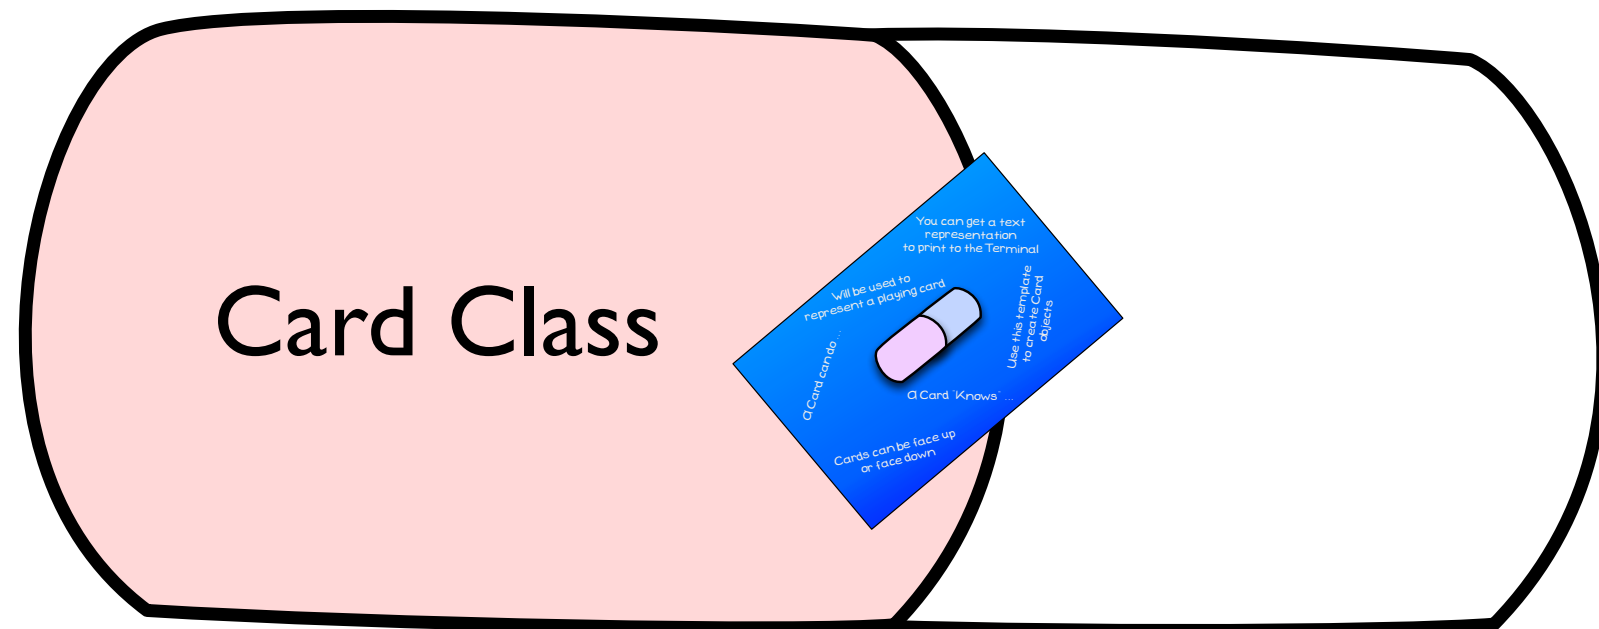 Card Class
You can get a text
representation
to print to the Terminal
Will be used to
represent a playing card
Use this template
to create Card
objects
A Card can do ...
A Card "Knows" ...
Cards can be face up
or face down